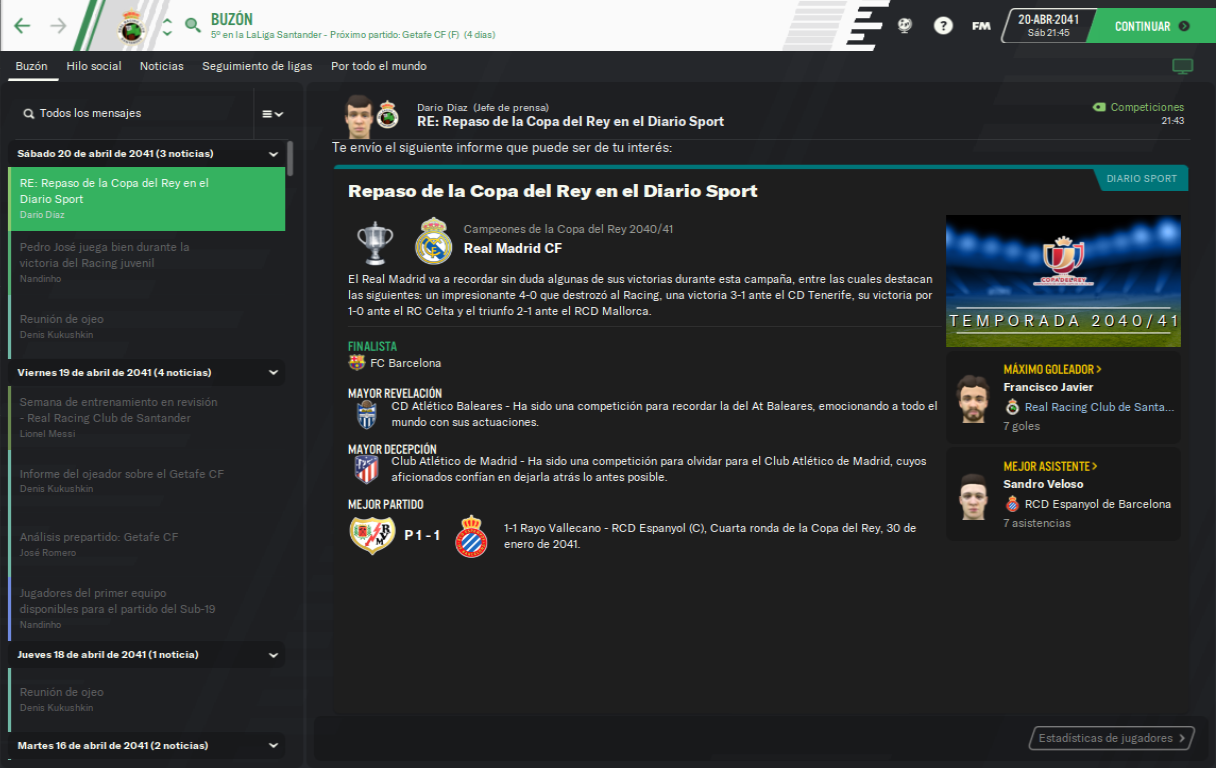 BUZÓN
5º en la LaLiga Santander - Próximo partido: Getafe CF (F) (4 días)
FM
20-ABR-2041
Sáb 21:45
CONTINUAR
Buzón Hilo social Noticias Seguimiento de ligas Por todo el mundo
Todos los mensajes
Sábado 20 de abril de 2041 (3 noticias)
RE: Repaso de la Copa del Rey en el
Diario Sport
Darío Díaz
Pedro José juega bien durante la
victoria del Racing juvenil
Nandinho
Reunión de ojeo
Denis Kukushkin
Viernes 19 de abril de 2041 (4 noticias)
Semana de entrenamiento en revisión
- Real Racing Club de Santander
Lionel Messi
Informe del ojeador sobre el Getafe CF
Denis Kukushkin
Análisis prepartido: Getafe CF
José Romero
Jugadores del primer equipo
disponibles para el partido del Sub-19
Nandinho
Jueves 18 de abril de 2041 (1 noticia)
Reunión de ojeo
Denis Kukushkin
Martes 16 de abril de 2041 (2 noticias)
Darío Díaz (Jefe de prensa)
RE: Repaso de la Copa del Rey en el Diario Sport
Competiciones
21:43
Te envío el siguiente informe que puede ser de tu interés:
DIARIO SPORT
Repaso de la Copa del Rey en el Diario Sport
Campeones de la Copa del Rey 2040/41
Real Madrid CF
El Real Madrid va a recordar sin duda algunas de sus victorias durante esta campaña, entre las cuales destacan
las siguientes: un impresionante 4-0 que destrozó al Racing, una victoria 3-1 ante el CD Tenerife, su victoria por
1-0 ante el RC Celta y el triunfo 2-1 ante el RCD Mallorca.
FINALISTA
FC Barcelona
MAYOR REVELACIÓN
CD Atlético Baleares - Ha sido una competición para recordar la del At Baleares, emocionando a todo el
mundo con sus actuaciones.
MAYOR DECEPCIÓN
Club Atlético de Madrid - Ha sido una competición para olvidar para el Club Atlético de Madrid, cuyos
aficionados confían en dejarla atrás lo antes posible.
MEJOR PARTIDO
P 1 - 1
1-1 Rayo Vallecano - RCD Espanyol (C), Cuarta ronda de la Copa del Rey, 30 de
enero de 2041.
COPA DEL REY
TEMPORADA 2040/41
MÁXIMO GOLEADOR >
Francisco Javier
Real Racing Club de Santa...
7 goles
MEJOR ASISTENTE >
Sandro Veloso
RCD Espanyol de Barcelona
7 asistencias
Estadísticas de jugadores >